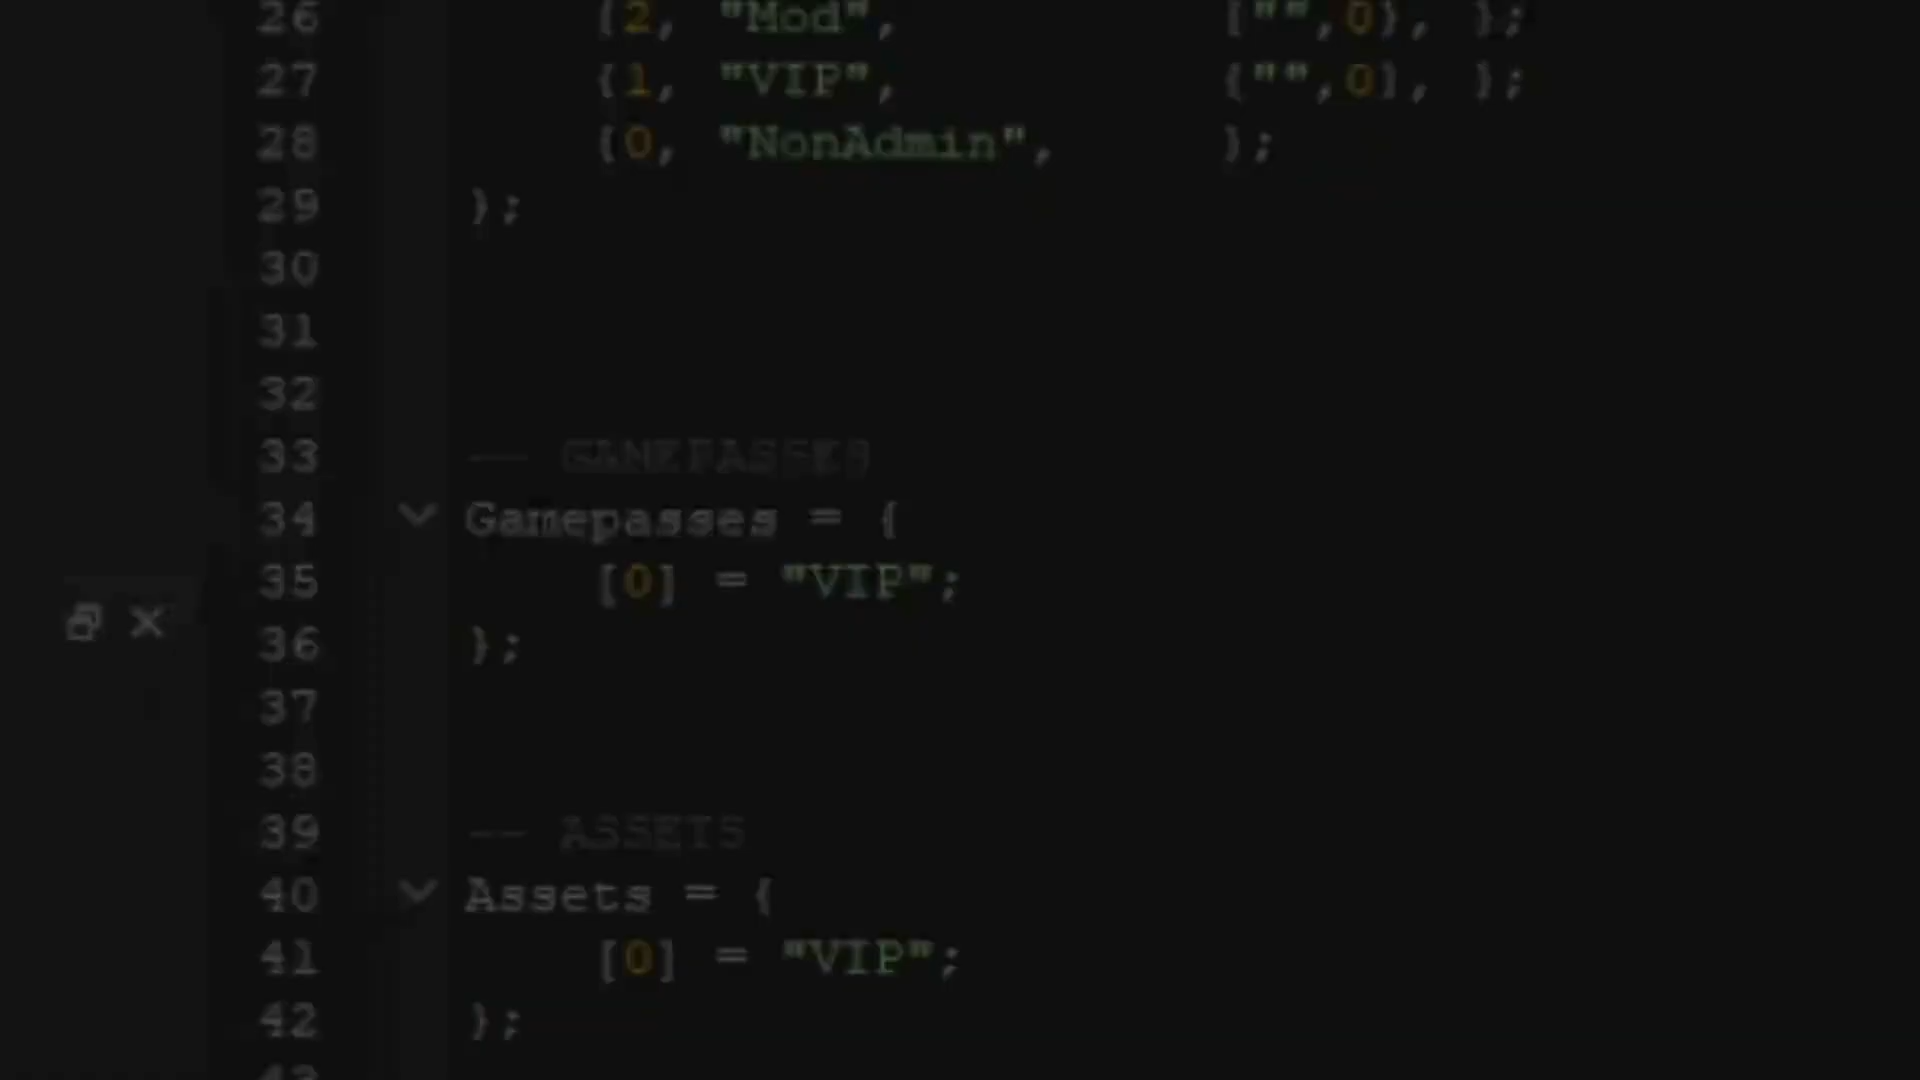 26 {2, "Mod", {"",0}, };
27 {1, "VIP", {"",0}, };
28 {0, "NonAdmin", };
29 };
30
31
32
33 -- GAMEPASSES
34 Gamepasses = {
35 [0] = "VIP";
36 };
37
38
39 -- ASSETS
40 Assets = {
41 [0] = "VIP";
42 };
43